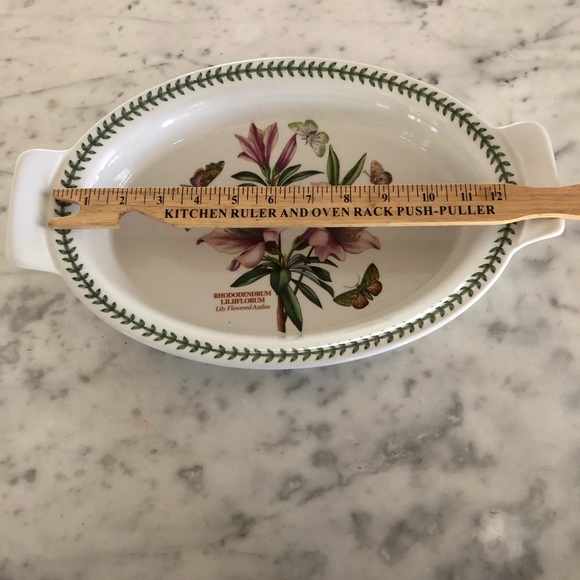 1 2 3 4 5 6 7 8 9 10 11 12
KITCHEN RULER AND OVEN RACK PUSH-PULLER
RHODODENDRUM
LILIIFLORUM
Lily Flowered Azalea